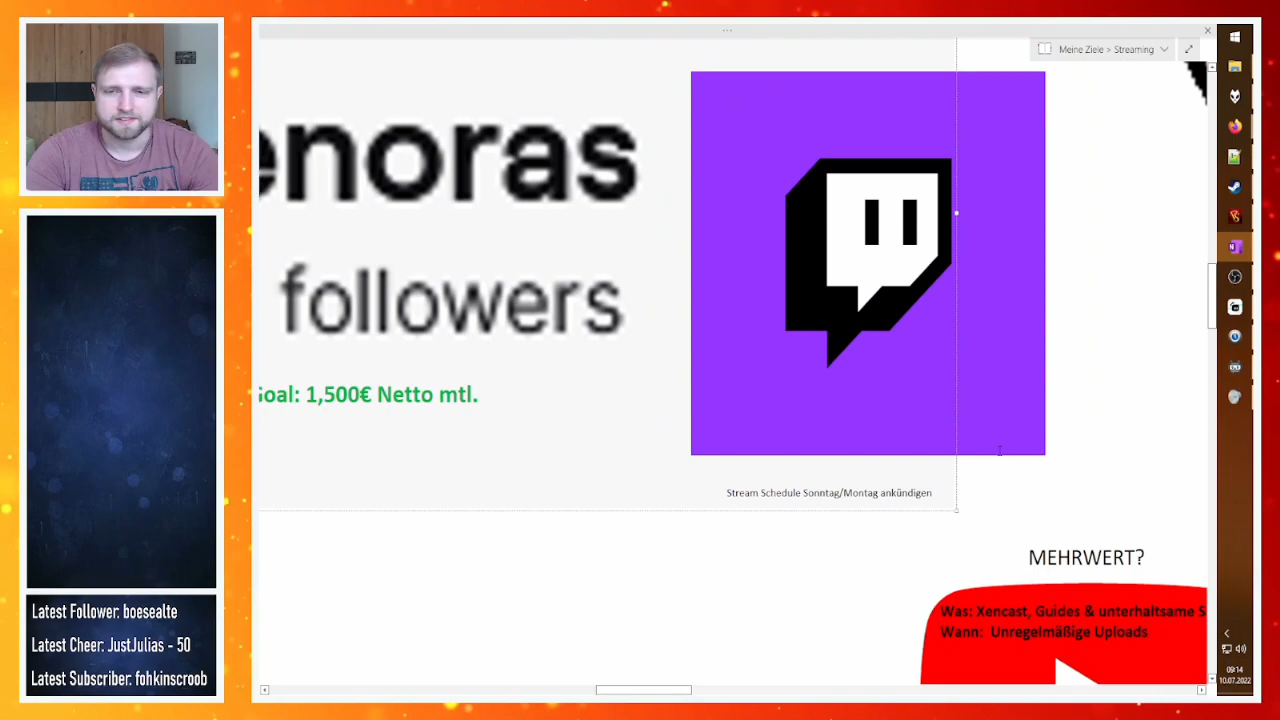 Meine Ziele > Streaming
enoras
followers
Goal: 1,500€ Netto mtl.
Stream Schedule Sonntag/Montag ankündigen
MEHRWERT?
Was: Xencast, Guides & unterhaltsame S
Wann: Unregelmäßige Uploads
Latest Follower: boesealte
Latest Cheer: JustJulias - 50
Latest Subscriber: fohkinscroob
09:14
10.07.2022